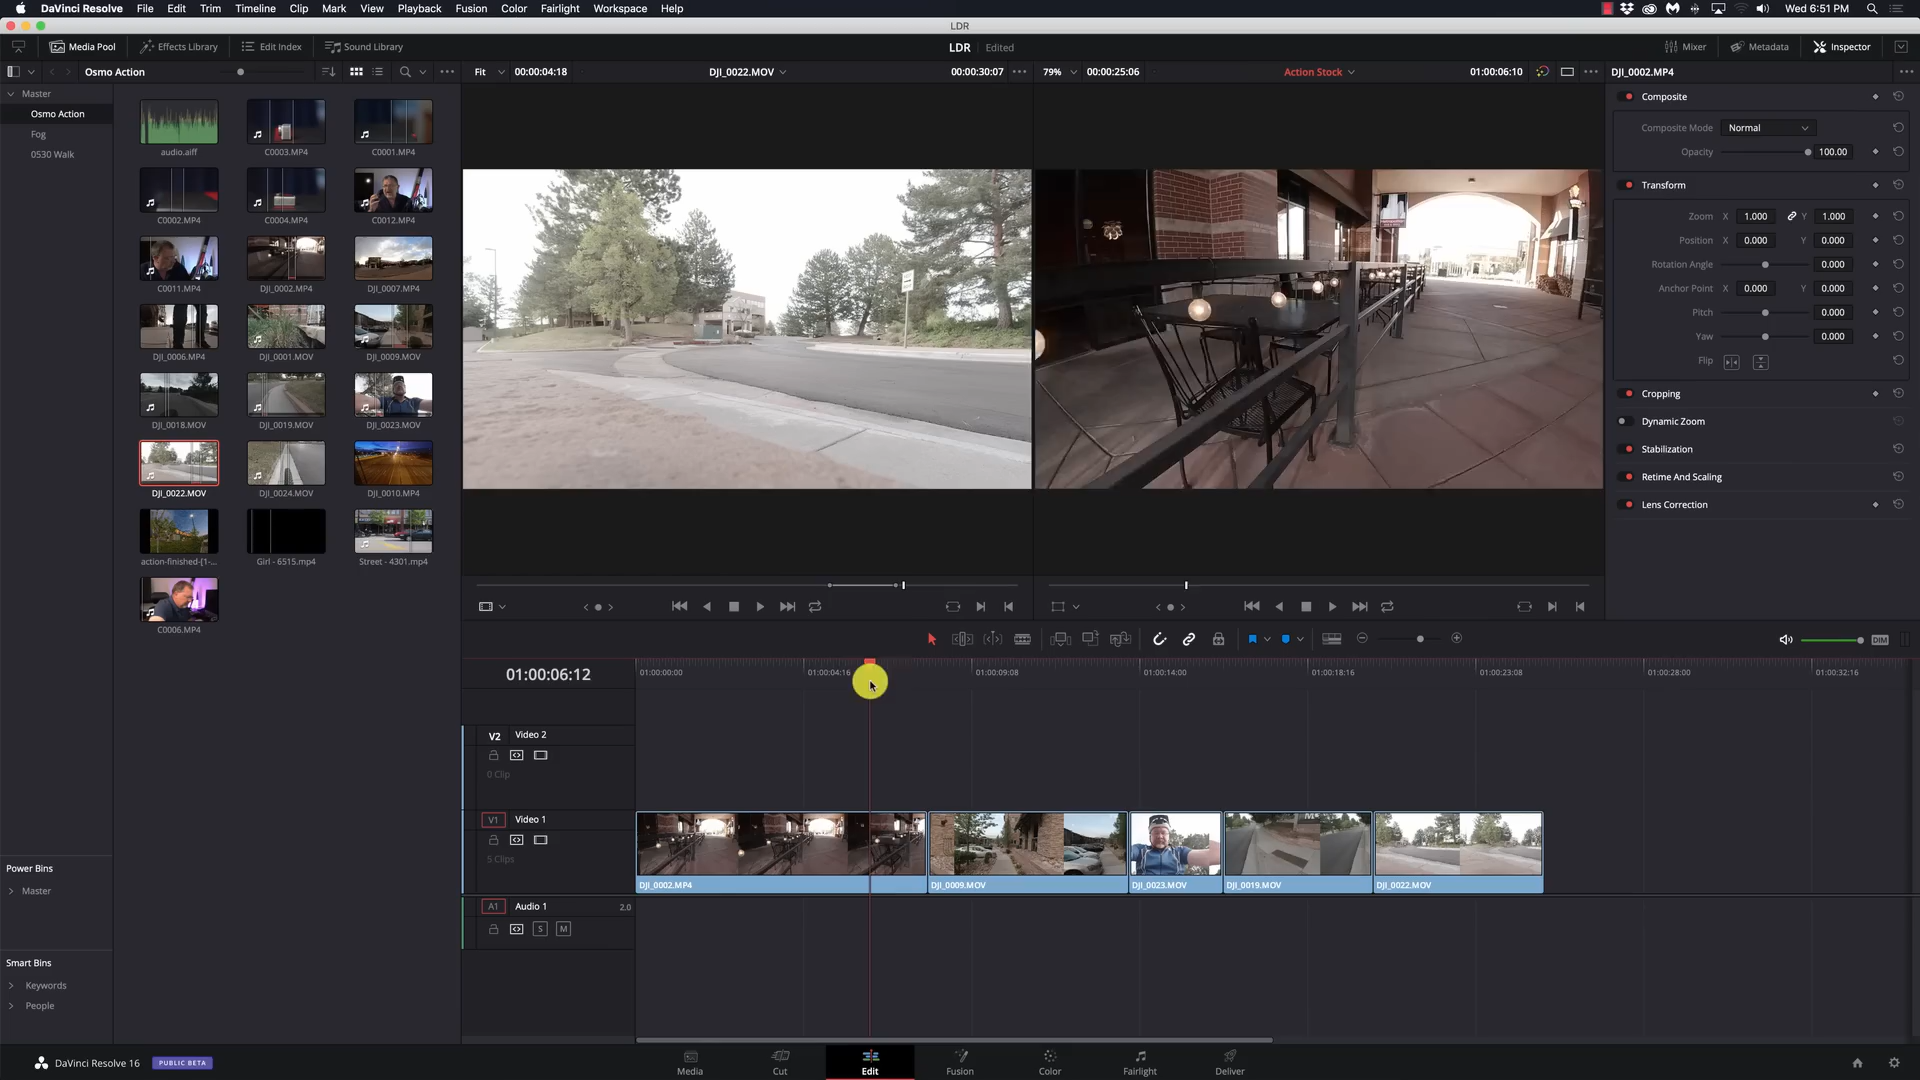 DaVinci Resolve File Edit Trim Timeline Clip Mark View Playback Fusion Color Fairlight Workspace Help Wed 6:51 PM
LDR
Media Pool Effects Library Edit Index Sound Library LDR Edited Mixer Metadata Inspector
Osmo Action Fit 00:00:04:18 DJI_0022.MOV 00:00:30:07 79% 00:00:25:06 Action Stock 01:00:06:10 DJI_0002.MP4
Master
Osmo Action
Fog
0530 Walk
audio.aiff C0003.MP4 C0001.MP4
C0002.MP4 C0004.MP4 C0012.MP4
C0011.MP4 DJI_0002.MP4 DJI_0007.MP4
DJI_0006.MP4 DJI_0001.MOV DJI_0009.MOV
DJI_0018.MOV DJI_0019.MOV DJI_0023.MOV
DJI_0022.MOV DJI_0024.MOV DJI_0010.MP4
action-finished-[1-... Girl - 6515.mp4 Street - 4301.mp4
C0006.MP4
Composite
Composite Mode Normal
Opacity 100.00
Transform
Zoom X 1.000 Y 1.000
Position X 0.000 Y 0.000
Rotation Angle 0.000
Anchor Point X 0.000 Y 0.000
Pitch 0.000
Yaw 0.000
Flip
Cropping
Dynamic Zoom
Stabilization
Retime And Scaling
Lens Correction
DIM
01:00:06:12 01:00:00:00 01:00:04:16 01:00:09:08 01:00:14:00 01:00:18:16 01:00:23:08 01:00:28:00 01:00:32:16
V2 Video 2
0 Clip
V1 Video 1
5 Clips
DJI_0002.MP4 DJI_0009.MOV DJI_0023.MOV DJI_0019.MOV DJI_0022.MOV
A1 Audio 1 2.0
S M
Power Bins
Master
Smart Bins
Keywords
People
DaVinci Resolve 16 PUBLIC BETA
Media Cut Edit Fusion Color Fairlight Deliver